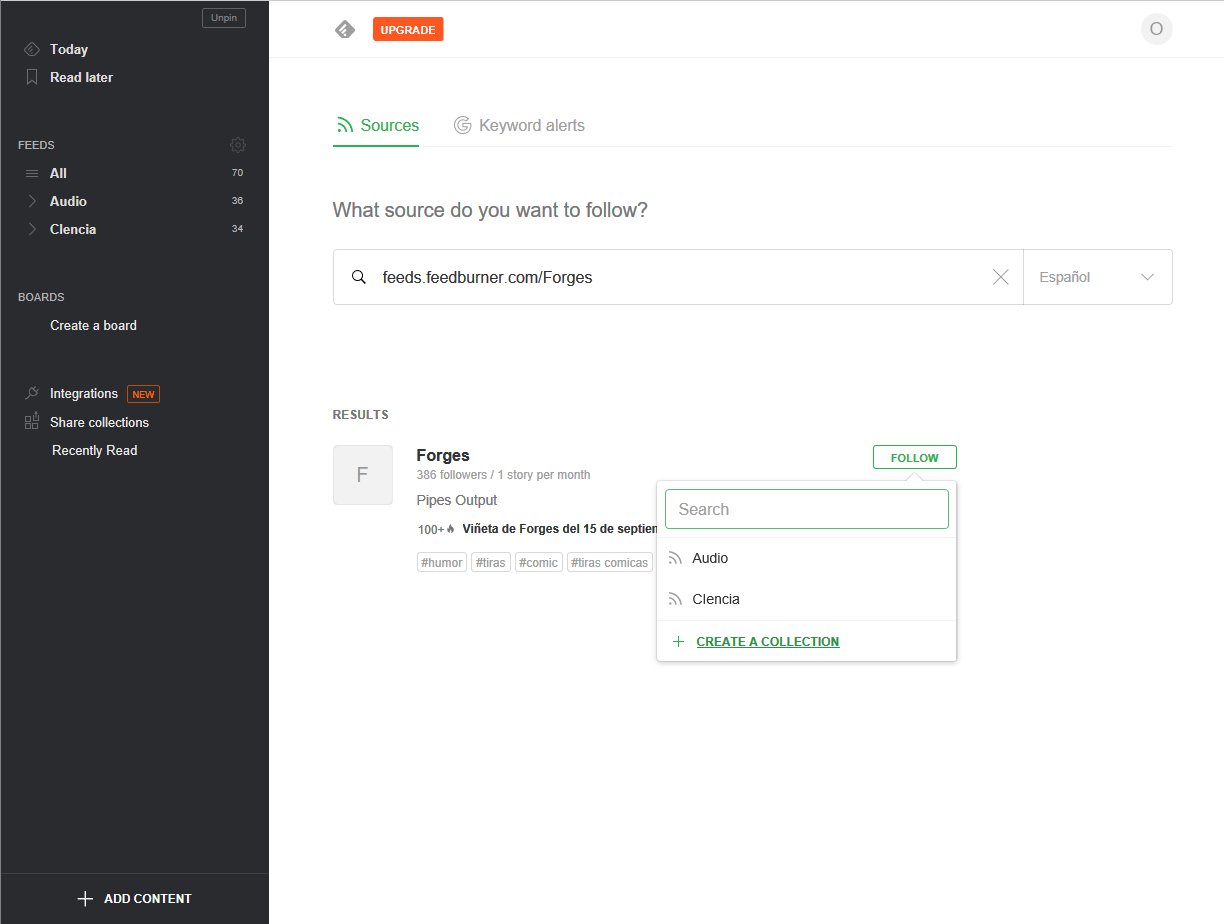 Unpin
Today
Read later
FEEDS
All 70
Audio 36
Clencia 34
BOARDS
Create a board
Integrations NEW
Share collections
Recently Read
ADD CONTENT
UPGRADE
O
Sources
Keyword alerts
What source do you want to follow?
feeds.feedburner.com/Forges
Español
RESULTS
F
Forges
FOLLOW
386 followers / 1 story per month
Pipes Output
100+ Viñeta de Forges del 15 de septien
#humor #tiras #comic #tiras comicas
Search
Audio
Clencia
CREATE A COLLECTION